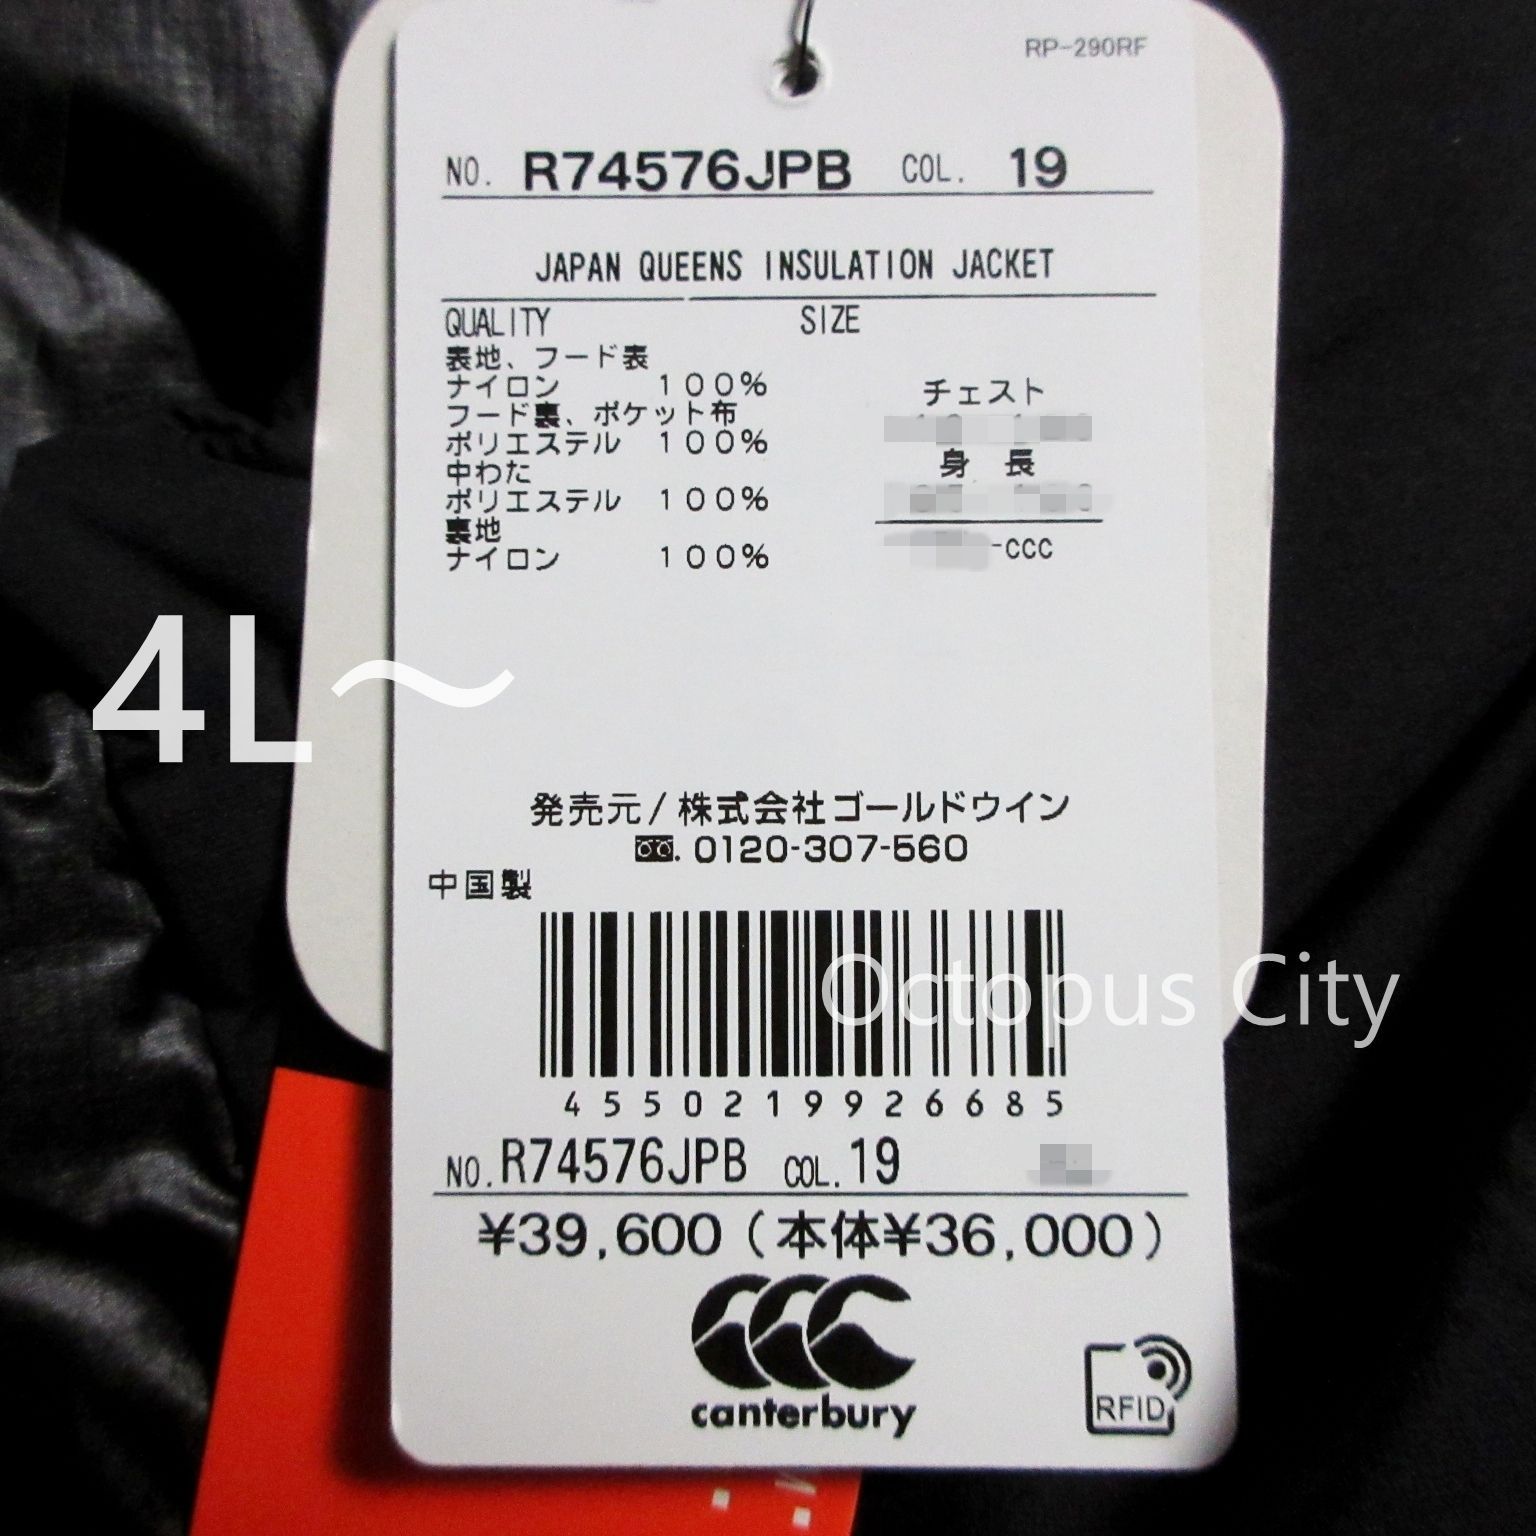 RP-290RF
NO. R74576JPB COL. 19
JAPAN QUEENS INSULATION JACKET
QUALITY SIZE
表地、フード表
ナイロン 100%
フード裏、ポケット布
ポリエステル 100%
中わた
ポリエステル 100%
裏地
ナイロン 100%
チェスト
身 長
-CCC
4L～
発売元/株式会社ゴールドウイン
0120-307-560
中国製
Octopus City
4550219926685
NO. R74576JPB COL. 19
¥39,600(本体¥36,000)
canterbury
RFID